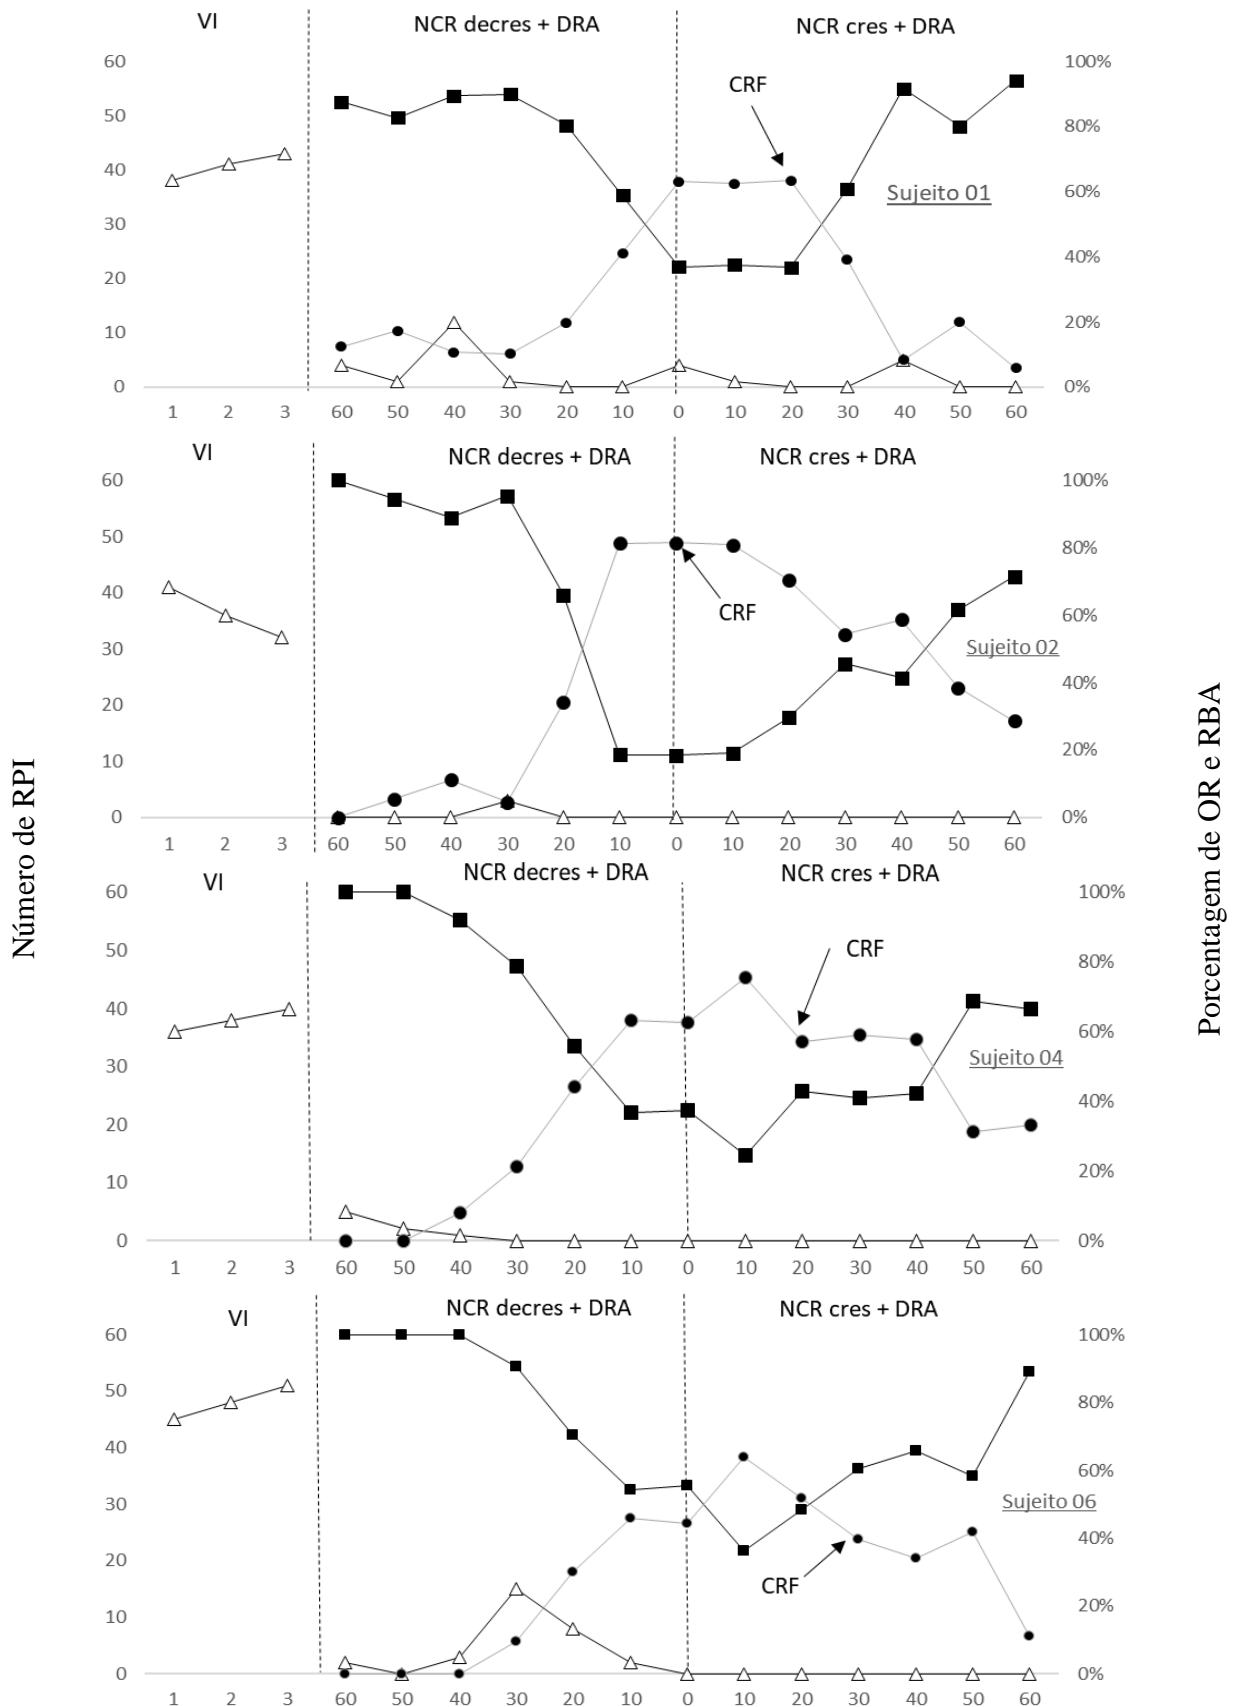 VI
NCR decres + DRA
NCR cres + DRA
60
50
40
30
20
10
0
100%
80%
60%
40%
20%
0%
CRF
Sujeito 01
1 2 3 60 50 40 30 20 10 0 10 20 30 40 50 60
VI
NCR decres + DRA
NCR cres + DRA
60
50
40
30
20
10
0
100%
80%
60%
40%
20%
0%
CRF
Sujeito 02
1 2 3 60 50 40 30 20 10 0 10 20 30 40 50 60
VI
NCR decres + DRA
NCR cres + DRA
60
50
40
30
20
10
0
100%
80%
60%
40%
20%
0%
CRF
Sujeito 04
1 2 3 60 50 40 30 20 10 0 10 20 30 40 50 60
VI
NCR decres + DRA
NCR cres + DRA
60
50
40
30
20
10
0
100%
80%
60%
40%
20%
0%
Sujeito 06
CRF
1 2 3 60 50 40 30 20 10 0 10 20 30 40 50 60
Número de RPI
Porcentagem de OR e RBA